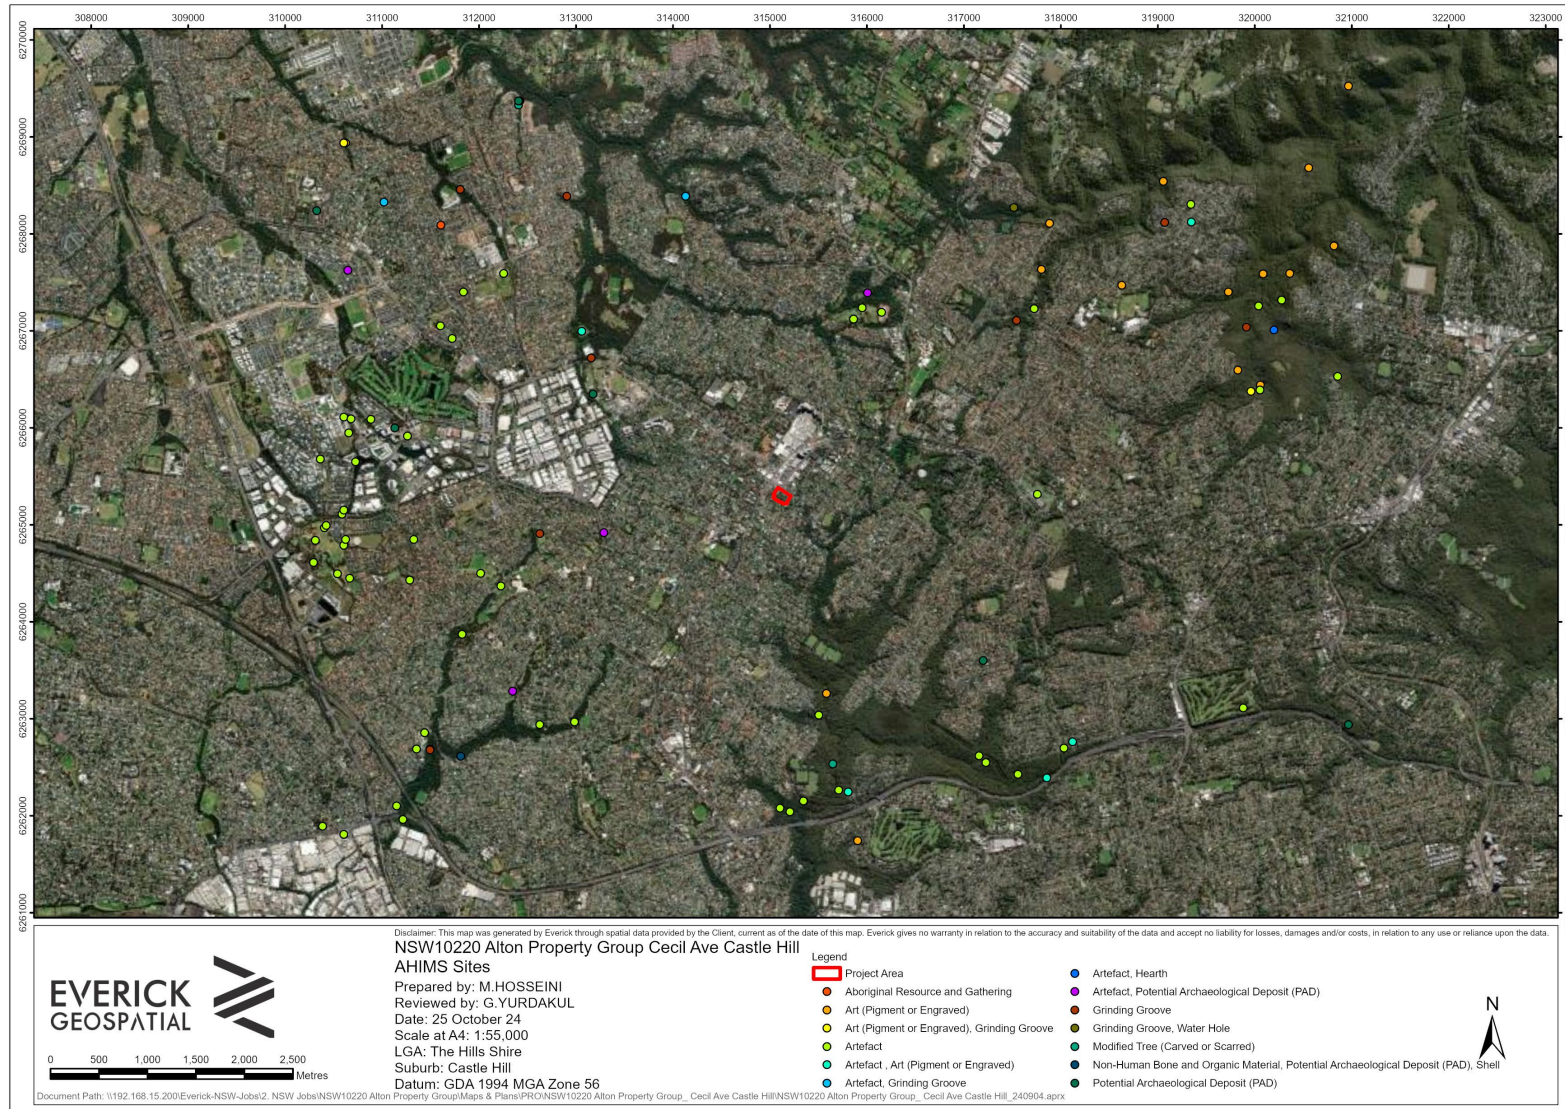 308000 309000 310000 311000 312000 313000 314000 315000 316000 317000 318000 319000 320000 321000 322000 323000
6270000
6269000
6268000
6267000
6266000
6265000
6264000
6263000
6262000
6261000
Disclaimer: This map was generated by Everick through spatial data provided by the Client, current as of the date of this map. Everick gives no warranty in relation to the accuracy and suitability of the data and accept no liability for losses, damages and/or costs, in relation to any use or reliance upon the data.
EVERICK
GEOSPATIAL
0 500 1,000 1,500 2,000 2,500
Metres
NSW10220 Alton Property Group Cecil Ave Castle Hill
AHIMS Sites
Prepared by: M.HOSSEINI
Reviewed by: G.YURDAKUL
Date: 25 October 24
Scale at A4: 1:55,000
LGA: The Hills Shire
Suburb: Castle Hill
Datum: GDA 1994 MGA Zone 56
Legend
Project Area
Aboriginal Resource and Gathering
Art (Pigment or Engraved)
Art (Pigment or Engraved), Grinding Groove
Artefact
Artefact , Art (Pigment or Engraved)
Artefact, Grinding Groove
Artefact, Hearth
Artefact, Potential Archaeological Deposit (PAD)
Grinding Groove
Grinding Groove, Water Hole
Modified Tree (Carved or Scarred)
Non-Human Bone and Organic Material, Potential Archaeological Deposit (PAD), Shell
Potential Archaeological Deposit (PAD)
N
Document Path: \\192.168.15.200\Everick-NSW-Jobs\2. NSW Jobs\NSW10220 Alton Property Group\Maps & Plans\PRO\NSW10220 Alton Property Group_ Cecil Ave Castle Hill\NSW10220 Alton Property Group_ Cecil Ave Castle Hill_240904.aprx